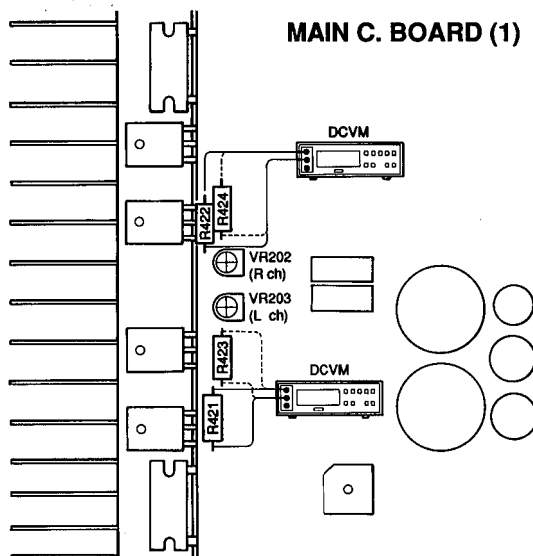 MAIN C. BOARD (1)
DCVM
R422
R424
VR202
(R ch)
VR203
(L ch)
R423
DCVM
R421